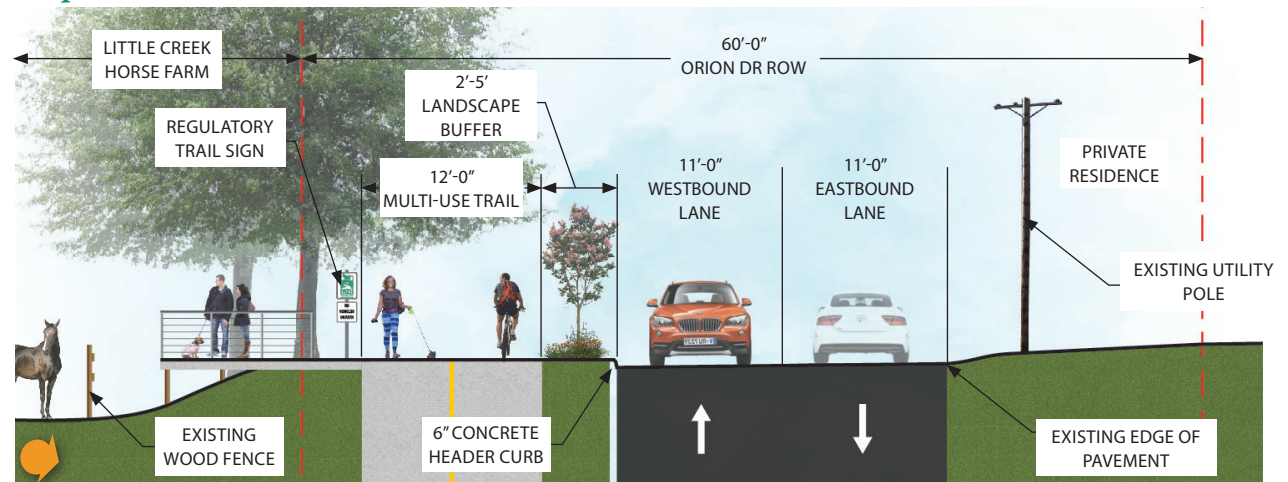 LITTLE CREEK
HORSE FARM
60’-0”
ORION DR ROW
2’-5’
LANDSCAPE
BUFFER
REGULATORY
TRAIL SIGN
12’-0”
MULTI-USE TRAIL
11’-0”
WESTBOUND
LANE
11’-0”
EASTBOUND
LANE
PRIVATE
RESIDENCE
EXISTING UTILITY
POLE
NO
VEHICLES
EXISTING
WOOD FENCE
6” CONCRETE
HEADER CURB
EXISTING EDGE OF
PAVEMENT